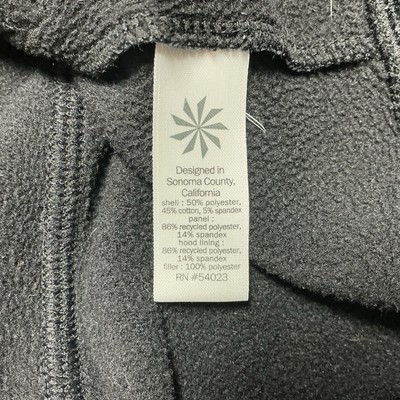 Designed in
Sonoma County,
California
shell : 50% polyester,
45% cotton, 5% spandex
panel :
86% recycled polyester,
14% spandex
hood lining :
86% recycled polyester,
14% spandex
filler : 100% polyester
RN #54023